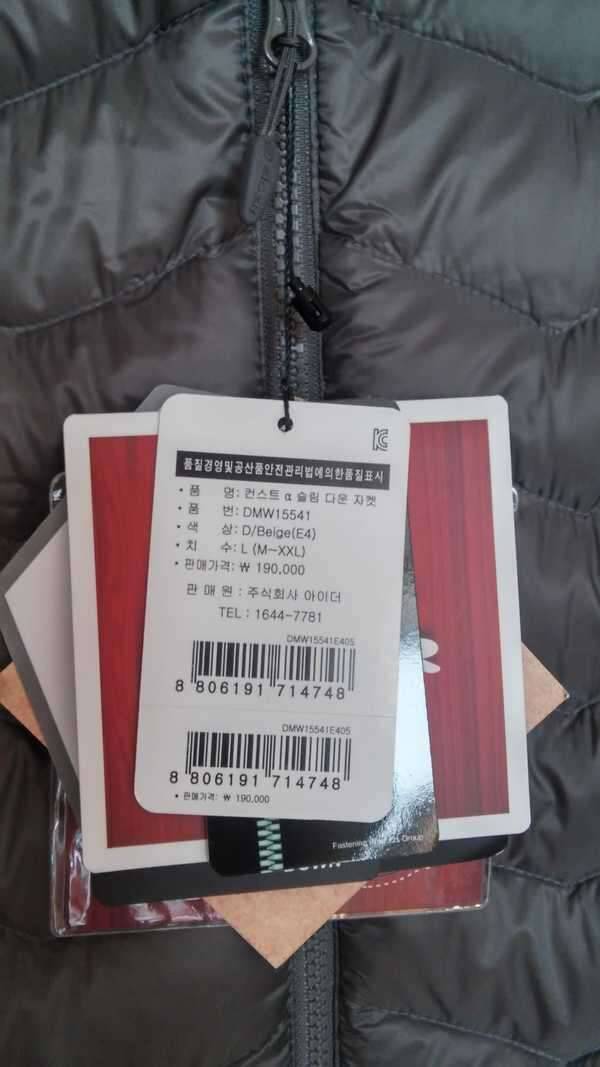 품질경영및공산품안전관리법에의한품질표시
• 품 명: 컨스트 α 슬림 다운 자켓
• 품 번: DMW15541
• 색 상: D/Beige(E4)
• 치 수: L (M~XXL)
• 판매가격: ₩ 190,000
판 매 원 : 주식회사 아이더
TEL : 1644-7781
DMW15541E405
8 806191 714748
DMW15541E405
8 806191 714748
• 판매가격: ₩ 190,000
Fastening
Group
DOWN